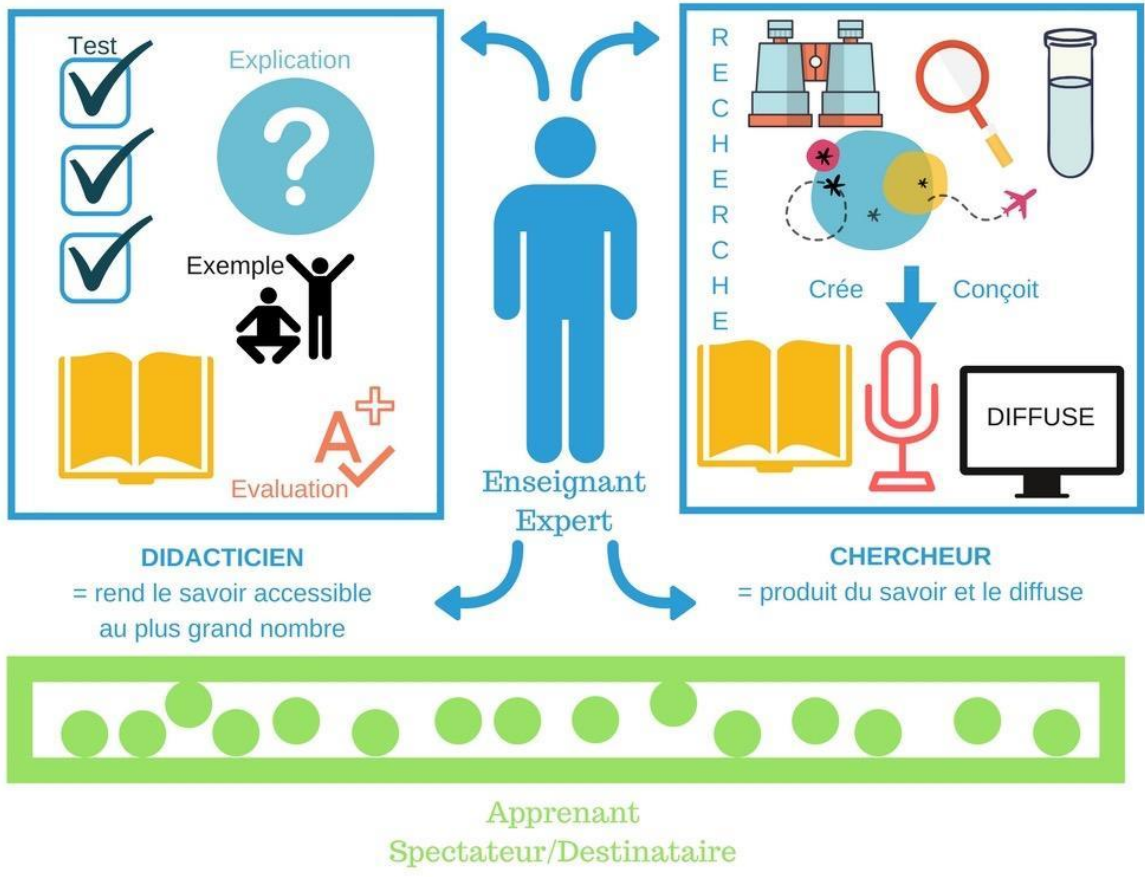 Test
Explication
?
Exemple
A+
Evaluation
Enseignant
Expert
RECHERCHE
Crée
Conçoit
DIFFUSE
DIDACTICIEN
= rend le savoir accessible
au plus grand nombre
CHERCHEUR
= produit du savoir et le diffuse
Apprenant
Spectateur/Destinataire